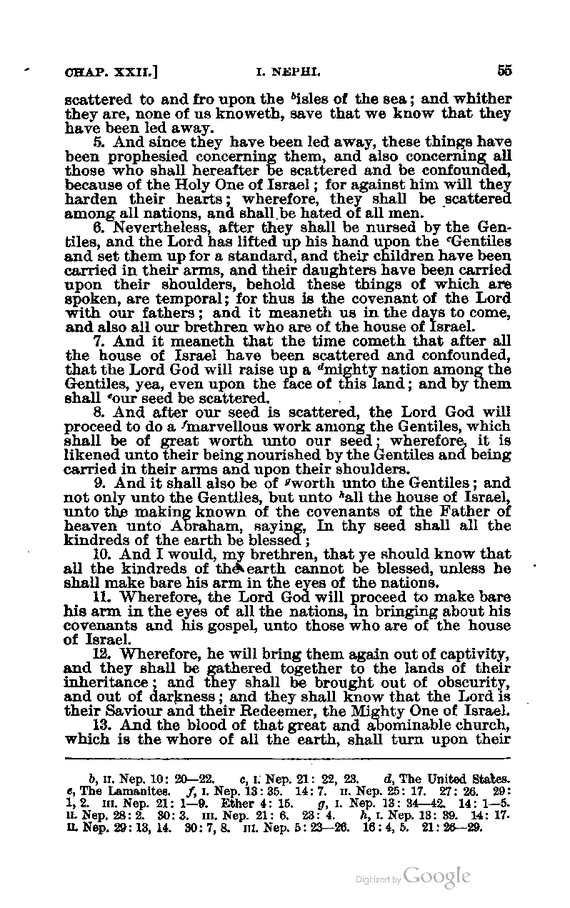 CHAP. XXII.] I. NEPHI. 55
scattered to and fro upon the ᵇisles of the sea; and whither
they are, none of us knoweth, save that we know that they
have been led away.
5. And since they have been led away, these things have
been prophesied concerning them, and also concerning all
those who shall hereafter be scattered and be confounded,
because of the Holy One of Israel; for against him will they
harden their hearts; wherefore, they shall be scattered
among all nations, and shall be hated of all men.
6. Nevertheless, after they shall be nursed by the Gen-
tiles, and the Lord has lifted up his hand upon the ᶜGentiles
and set them up for a standard, and their children have been
carried in their arms, and their daughters have been carried
upon their shoulders, behold these things of which are
spoken, are temporal; for thus is the covenant of the Lord
with our fathers; and it meaneth us in the days to come,
and also all our brethren who are of the house of Israel.
7. And it meaneth that the time cometh that after all
the house of Israel have been scattered and confounded,
that the Lord God will raise up a ᵈmighty nation among the
Gentiles, yea, even upon the face of this land; and by them
shall ᵉour seed be scattered.
8. And after our seed is scattered, the Lord God will
proceed to do a ᶠmarvellous work among the Gentiles, which
shall be of great worth unto our seed; wherefore, it is
likened unto their being nourished by the Gentiles and being
carried in their arms and upon their shoulders.
9. And it shall also be of ᵍworth unto the Gentiles; and
not only unto the Gentiles, but unto ʰall the house of Israel,
unto the making known of the covenants of the Father of
heaven unto Abraham, saying, In thy seed shall all the
kindreds of the earth be blessed;
10. And I would, my brethren, that ye should know that
all the kindreds of the earth cannot be blessed, unless he
shall make bare his arm in the eyes of the nations.
11. Wherefore, the Lord God will proceed to make bare
his arm in the eyes of all the nations, in bringing about his
covenants and his gospel, unto those who are of the house
of Israel.
12. Wherefore, he will bring them again out of captivity,
and they shall be gathered together to the lands of their
inheritance; and they shall be brought out of obscurity,
and out of darkness; and they shall know that the Lord is
their Saviour and their Redeemer, the Mighty One of Israel.
13. And the blood of that great and abominable church,
which is the whore of all the earth, shall turn upon their
b, II. Nep. 10: 20—22. c, I. Nep. 21: 22, 23. d, The United States.
e, The Lamanites. f, I. Nep. 13: 35. 14: 7. II. Nep. 25: 17. 27: 26. 29:
1, 2. III. Nep. 21: 1—9. Ether 4: 15. g, I. Nep. 13: 34—42. 14: 1—5.
II. Nep. 28: 2. 30: 3. III. Nep. 21: 6. 23: 4. h, I. Nep. 13: 39. 14: 17.
II. Nep. 29: 13, 14. 30: 7, 8. III. Nep. 5: 23—26. 16: 4, 5. 21: 26—29.
Digitized by Google